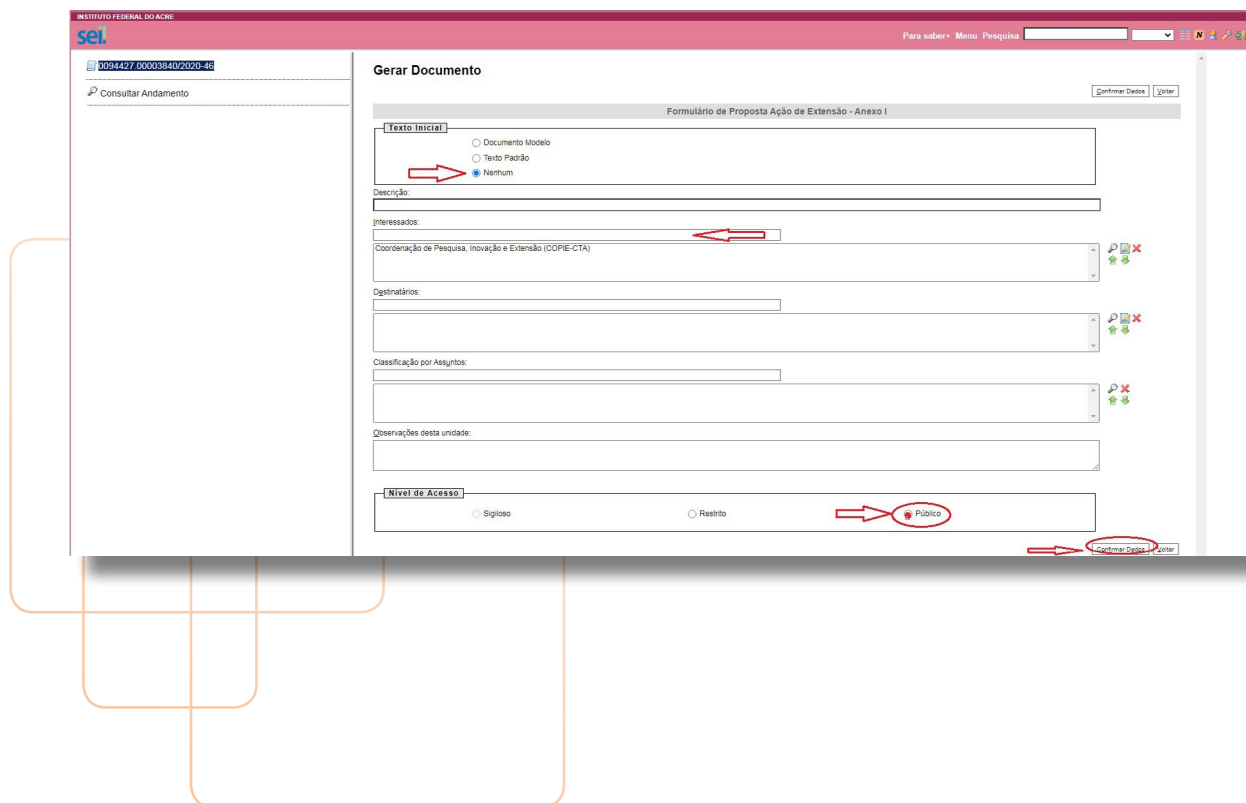 INSTITUTO FEDERAL DO ACRE
sei.
Para saber+ Menu Pesquisa
0094427.00003840/2020-46
Consultar Andamento
Gerar Documento
Confirmar Dados Voltar
Formulário de Proposta Ação de Extensão - Anexo I
Texto Inicial
Documento Modelo
Texto Padrão
Nenhum
Descrição:
Interessados:
Coordenação de Pesquisa, Inovação e Extensão (COPIE-CTA)
Destinatários:
Classificação por Assuntos:
Observações desta unidade:
Nível de Acesso
Sigiloso Restrito Público
Confirmar Dados Voltar